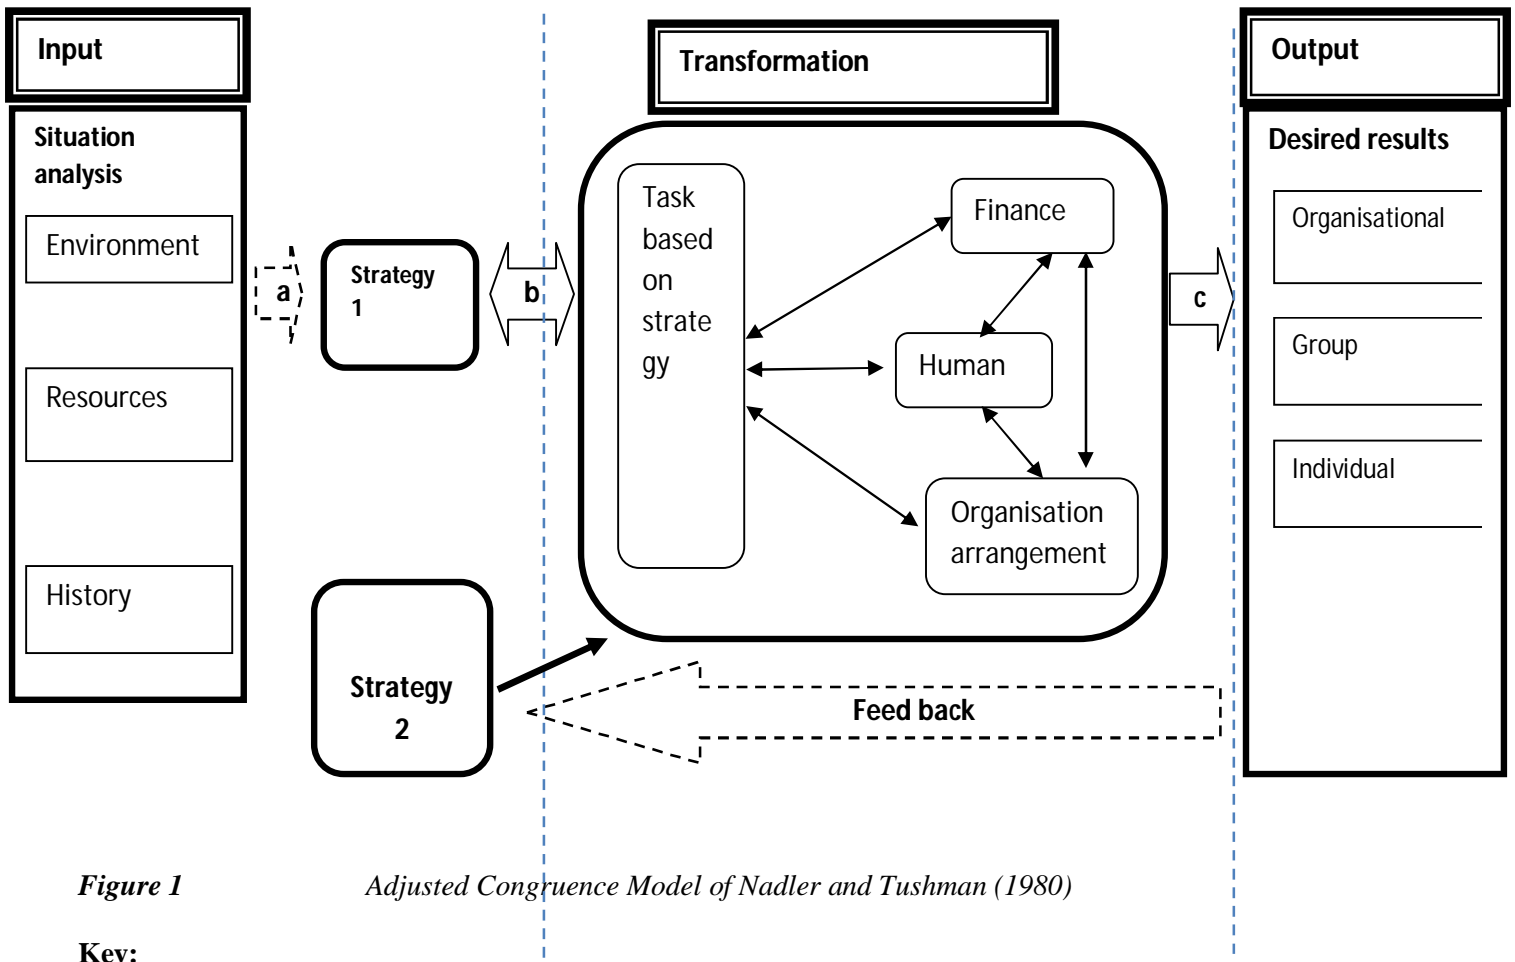 Input
Situation
analysis
Environment
Resources
History
a
Strategy
1
b
Strategy
2
Transformation
Task
based
on
strate
gy
Finance
Human
Organisation
arrangement
c
Feed back
Output
Desired results
Organisational
Group
Individual
Figure 1 Adjusted Congruence Model of Nadler and Tushman (1980)
Key: